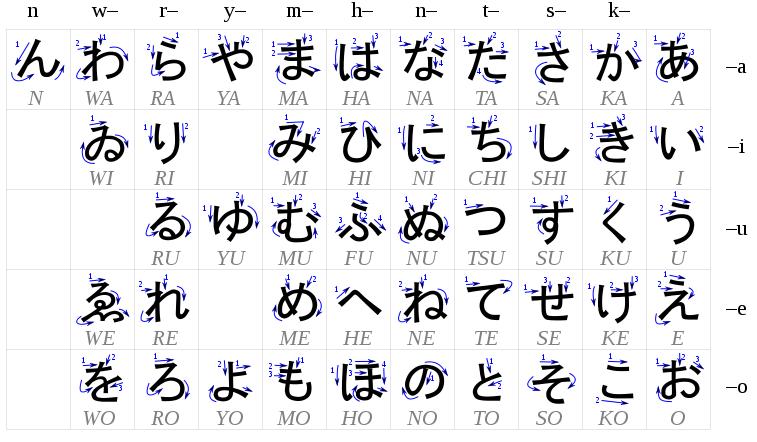 n w– r– y– m– h– n– t– s– k–
ん わ ら や ま は な た さ か あ –a
N WA RA YA MA HA NA TA SA KA A
ゐ り み ひ に ち し き い –i
WI RI MI HI NI CHI SHI KI I
る ゆ む ふ ぬ つ す く う –u
RU YU MU FU NU TSU SU KU U
ゑ れ め へ ね て せ け え –e
WE RE ME HE NE TE SE KE E
を ろ よ も ほ の と そ こ お –o
WO RO YO MO HO NO TO SO KO O